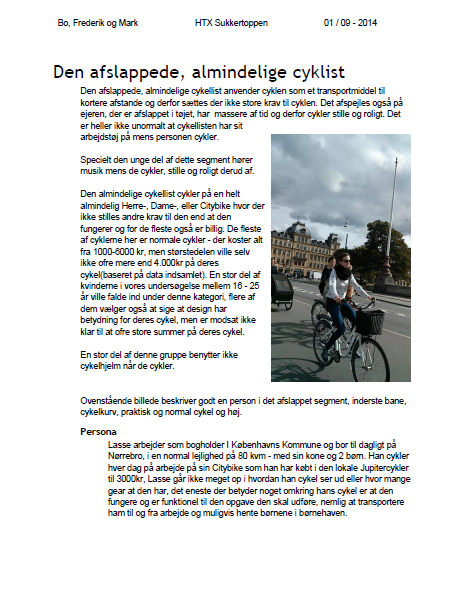 Bo, Frederik og Mark HTX Sukkertoppen 01 / 09 - 2014
Den afslappede, almindelige cyklist
Den afslappede, almindelige cykellist anvender cyklen som et transportmiddel til
kortere afstande og derfor sættes der ikke store krav til cyklen. Det afspejles også på
ejeren, der er afslappet i tøjet, har massere af tid og derfor cykler stille og roligt. Det
er heller ikke unormalt at cykellisten har sit
arbejdstøj på mens personen cykler.
Specielt den unge del af dette segment hører
musik mens de cykler, stille og roligt derud af.
Den almindelige cykellist cykler på en helt
almindelig Herre-, Dame-, eller Citybike hvor der
ikke stilles andre krav til den end at den
fungerer og for de fleste også er billig. De fleste
af cyklerne her er normale cykler - der koster alt
fra 1000-6000 kr, men størstedelen ville selv
ikke ofre mere end 4.000kr på deres
cykel(baseret på data indsamlet). En stor del af
kvinderne i vores undersøgelse mellem 16 - 25
år ville falde ind under denne kategori, flere af
dem vælger også at sige at design har
betydning for deres cykel, men er modsat ikke
klar til at ofre store summer på deres cykel.
En stor del af denne gruppe benytter ikke
cykelhjelm når de cykler.
Ovenstående billede beskriver godt en person i det afslappet segment, inderste bane,
cykelkurv, praktisk og normal cykel og høj.
Persona
Lasse arbejder som bogholder I Københavns Kommune og bor til dagligt på
Nørrebro, i en normal lejlighed på 80 kvm - med sin kone og 2 børn. Han cykler
hver dag på arbejde på sin Citybike som han har købt i den lokale Jupitercykler
til 3000kr, Lasse går ikke meget op i hvordan han cykel ser ud eller hvor mange
gear at den har, det eneste der betyder noget omkring hans cykel er at den
fungere og er funktionel til den opgave den skal udføre, nemlig at transportere
ham til og fra arbejde og muligvis hente børnene i børnehaven.